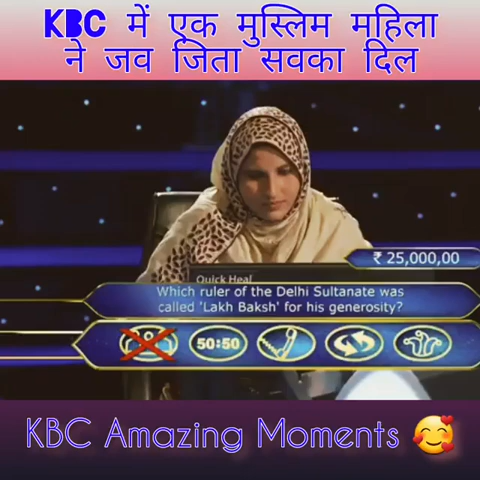 KBC में एक मुस्लिम महिला
ने जव जिता सवका दिल
₹ 25,000,00
Quick Heal
Which ruler of the Delhi Sultanate was
called 'Lakh Baksh' for his generosity?
50:50
KBC Amazing Moments 🥰